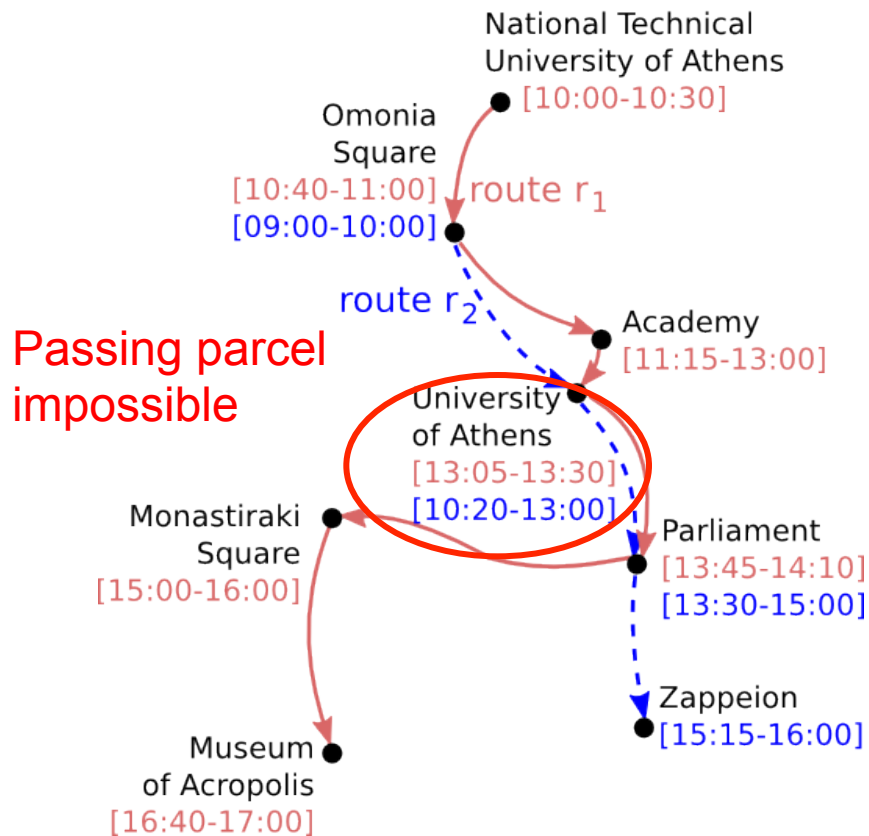 National Technical
University of Athens
[10:00-10:30]
Omonia
Square
[10:40-11:00]
[09:00-10:00]
route r1
route r2
Academy
[11:15-13:00]
Passing parcel
impossible
University
of Athens
[13:05-13:30]
[10:20-13:00]
Monastiraki
Square
[15:00-16:00]
Parliament
[13:45-14:10]
[13:30-15:00]
Zappeion
[15:15-16:00]
Museum
of Acropolis
[16:40-17:00]